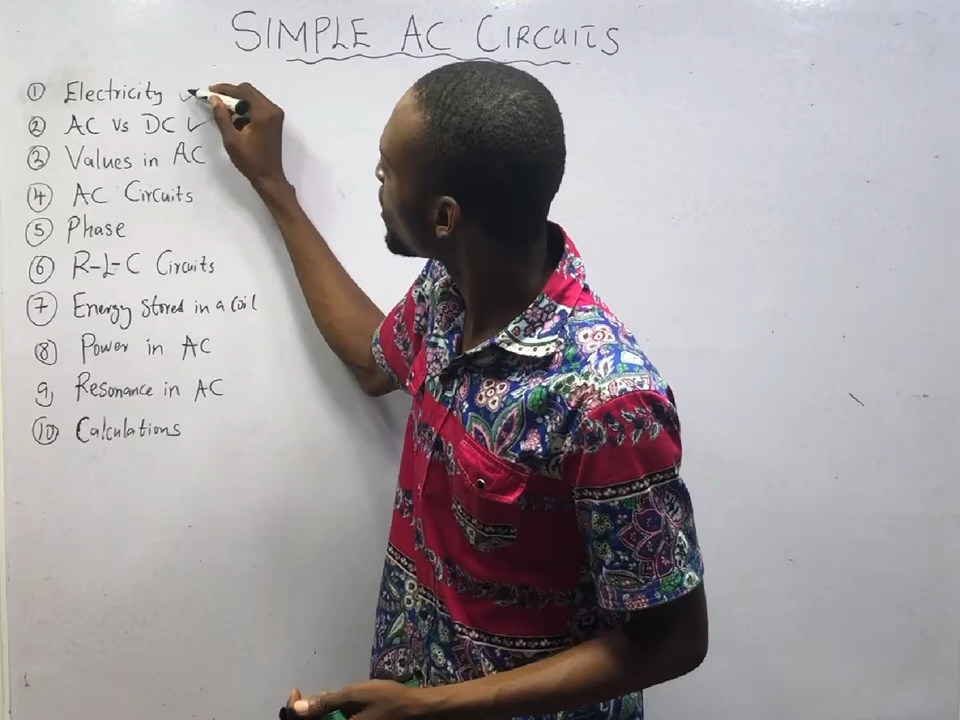 SIMPLE AC CIRCUITS
① Electricity ✓
② AC Vs DC ✓
③ Values in AC
④ AC Circuits
⑤ Phase
⑥ R-L-C Circuits
⑦ Energy Stored in a Coil
⑧ Power in AC
9, Resonance in AC
⑩ Calculations